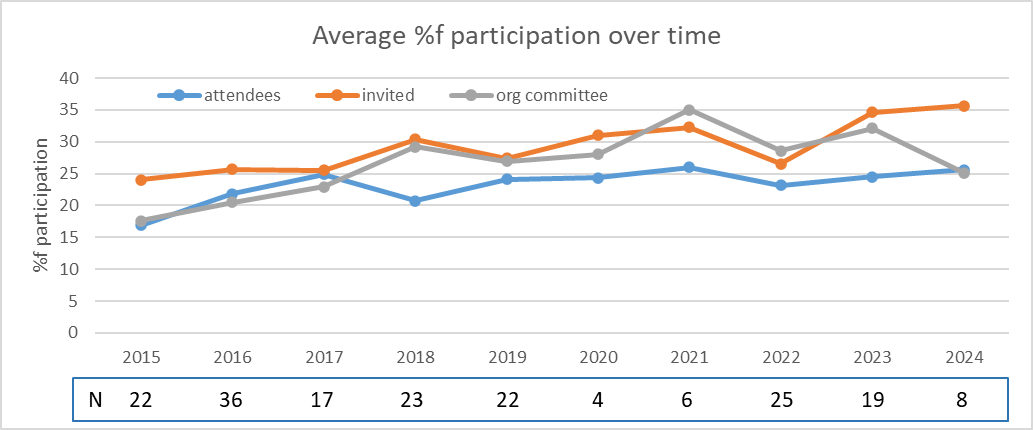 Average %f participation over time
attendees invited org committee
%f participation
40
35
30
25
20
15
10
5
0
2015 2016 2017 2018 2019 2020 2021 2022 2023 2024
N 22 36 17 23 22 4 6 25 19 8